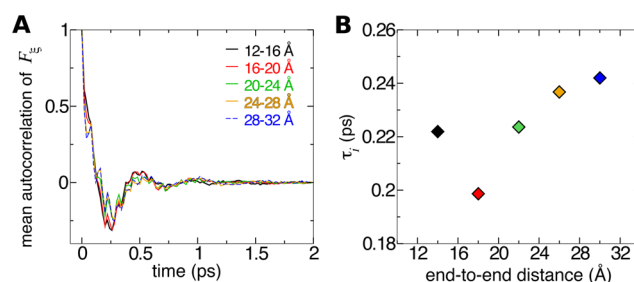 A
mean autocorrelation of F_μξ
1
0.5
0
0 0.5 1 1.5 2
time (ps)
12-16 Å
16-20 Å
20-24 Å
24-28 Å
28-32 Å
B
τ_i (ps)
0.26
0.24
0.22
0.2
0.18
12 16 20 24 28 32
end-to-end distance (Å)